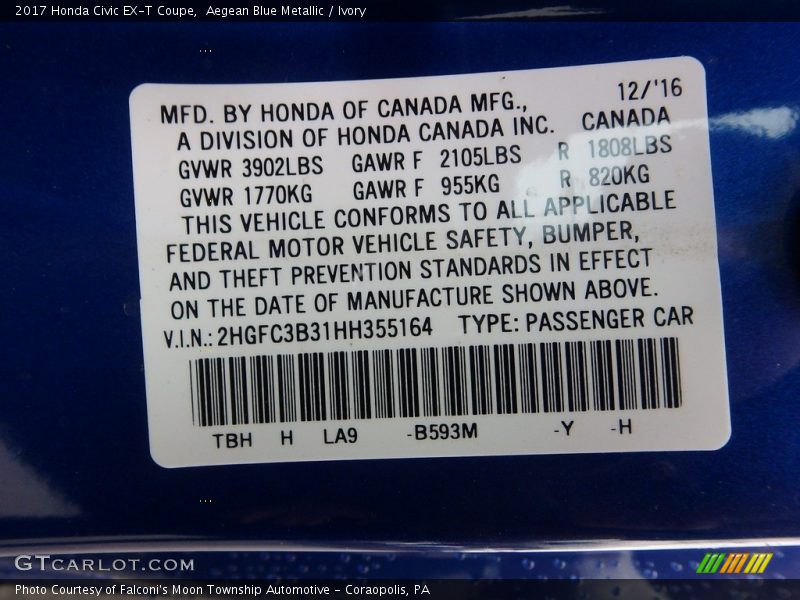 2017 Honda Civic EX-T Coupe,  Aegean Blue Metallic / Ivory
MFD. BY HONDA OF CANADA MFG., 12/'16
A DIVISION OF HONDA CANADA INC. CANADA
GVWR 3902LBS GAWR F 2105LBS R 1808LBS
GVWR 1770KG GAWR F 955KG R 820KG
THIS VEHICLE CONFORMS TO ALL APPLICABLE
FEDERAL MOTOR VEHICLE SAFETY, BUMPER,
AND THEFT PREVENTION STANDARDS IN EFFECT
ON THE DATE OF MANUFACTURE SHOWN ABOVE.
V.I.N.: 2HGFC3B31HH355164 TYPE: PASSENGER CAR
TBH H LA9 -B593M -Y -H
GTCARLOT.COM
Photo Courtesy of Falconi's Moon Township Automotive - Coraopolis, PA